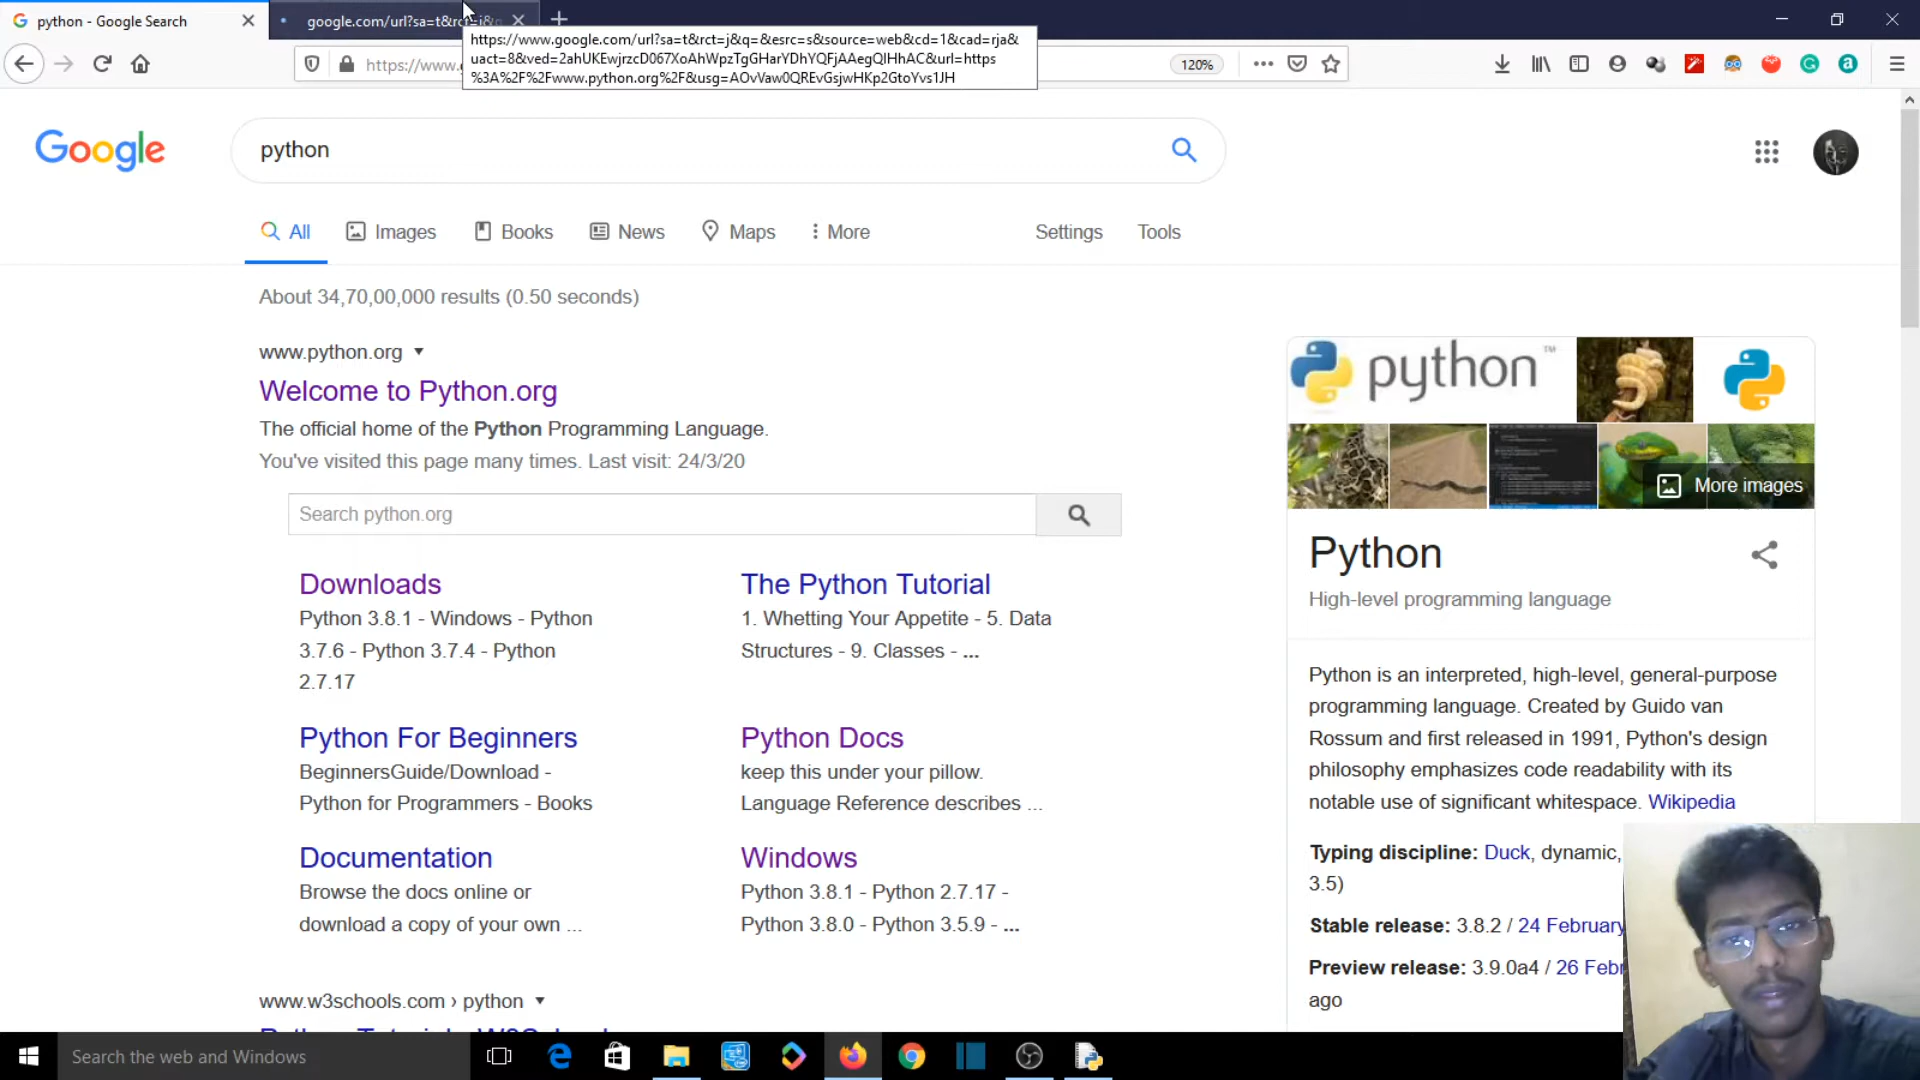 python - Google Search
google.com/url?sa=t&rct=j&q
https://www.google.com/url?sa=t&rct=j&q=&esrc=s&source=web&cd=1&cad=rja&
uact=8&ved=2ahUKEwjrzcD067XoAhWpzTgGHarYDhYQFjAAegQIHhAC&url=https
%3A%2F%2Fwww.python.org%2F&usg=AOvVaw0QREvGsjwHKp2GtoYvs1JH
https://www.
120%
Google
python
All
Images
Books
News
Maps
More
Settings
Tools
About 34,70,00,000 results (0.50 seconds)
www.python.org
Welcome to Python.org
The official home of the Python Programming Language.
You've visited this page many times. Last visit: 24/3/20
Search python.org
Downloads
Python 3.8.1 - Windows - Python
3.7.6 - Python 3.7.4 - Python
2.7.17
The Python Tutorial
1. Whetting Your Appetite - 5. Data
Structures - 9. Classes - ...
Python For Beginners
BeginnersGuide/Download -
Python for Programmers - Books
Python Docs
keep this under your pillow.
Language Reference describes ...
Documentation
Browse the docs online or
download a copy of your own ...
Windows
Python 3.8.1 - Python 2.7.17 -
Python 3.8.0 - Python 3.5.9 - ...
www.w3schools.com › python
python™
More images
Python
High-level programming language
Python is an interpreted, high-level, general-purpose
programming language. Created by Guido van
Rossum and first released in 1991, Python's design
philosophy emphasizes code readability with its
notable use of significant whitespace. Wikipedia
Typing discipline: Duck, dynamic,
3.5)
Stable release: 3.8.2 / 24 February
Preview release: 3.9.0a4 / 26 Feb
ago
Search the web and Windows